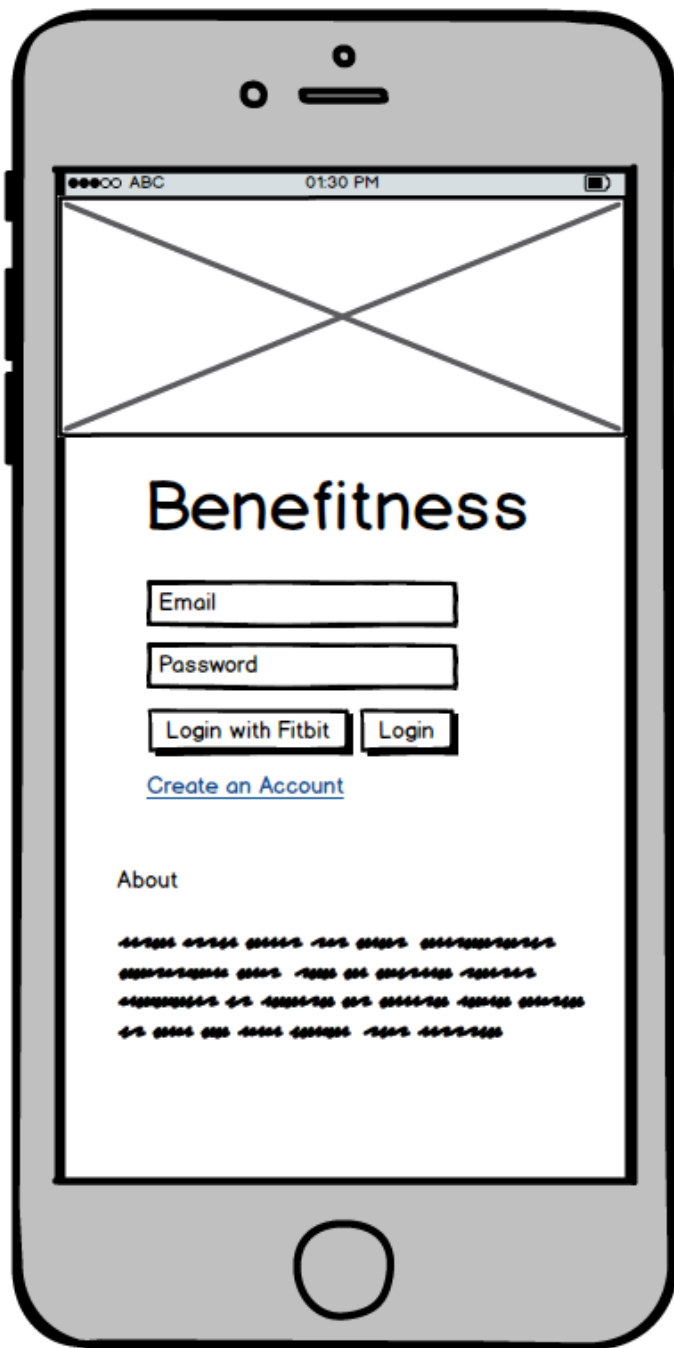 ABC 01:30 PM
Benefitness
Email
Password
Login with Fitbit Login
Create an Account
About